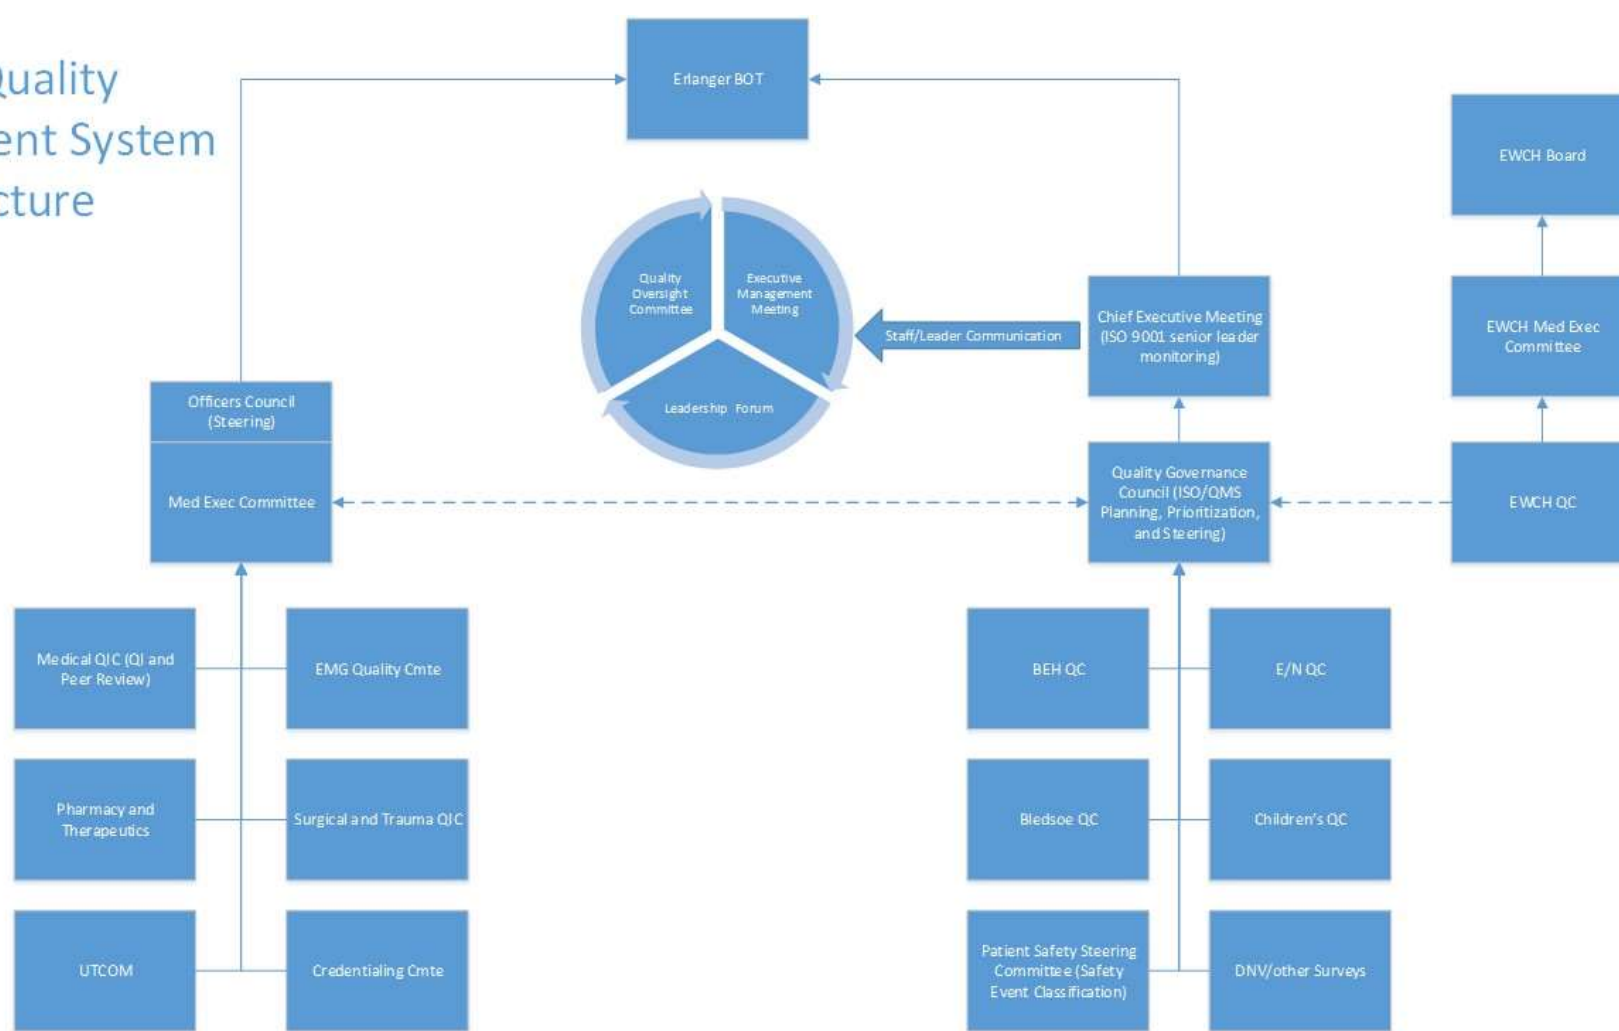 Quality
ent System
cture
Erlanger BOT
EWCH Board
Quality
Oversight
Committee
Executive
Management
Meeting
Leadership Forum
Staff/Leader Communication
Chief Executive Meeting
(ISO 9001 senior leader
monitoring)
EWCH Med Exec
Committee
Officers Council
(Steering)
Med Exec Committee
Quality Governance
Council (ISO/QMS
Planning, Prioritization,
and Steering)
EWCH QC
Medical QIC (QI and
Peer Review)
EMG Quality Cmte
BEH QC
E/N QC
Pharmacy and
Therapeutics
Surgical and Trauma QIC
Bledsoe QC
Children's QC
UTCOM
Credentialing Cmte
Patient Safety Steering
Committee (Safety
Event Classification)
DNV/other Surveys